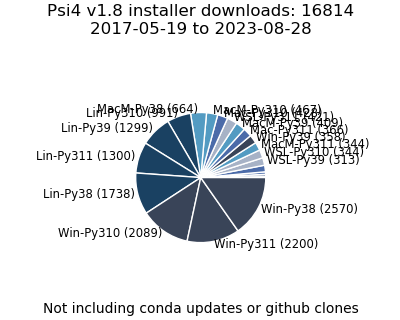 Psi4 v1.8 installer downloads: 16814
2017-05-19 to 2023-08-28
MacM-Py38 (664)
MacM-Py310 (467)
Lin-Py310 (991)
Lin-Py39 (1299)
MacM-Py39 (409)
Mac-Py311 (366)
Win-Py39 (358)
MacM-Py311 (344)
Lin-Py311 (1300)
WSL-Py310 (344)
WSL-Py39 (313)
Lin-Py38 (1738)
Win-Py38 (2570)
Win-Py310 (2089)
Win-Py311 (2200)
Not including conda updates or github clones